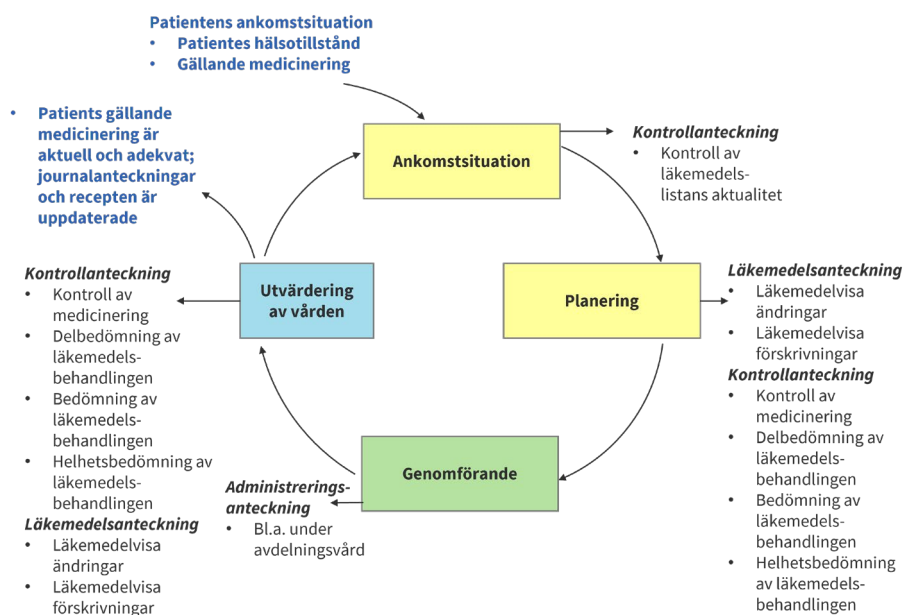 Patientens ankomstsituation
• Patientes hälsotillstånd
• Gällande medicinering
• Patients gällande
medicinering är
aktuell och adekvat;
journalanteckningar
och recepten är
uppdaterade
Ankomstsituation
Kontrollanteckning
• Kontroll av
läkemedels-
listans aktualitet
Planering
Läkemedelsanteckning
• Läkemedelvisa
ändringar
• Läkemedelvisa
förskrivningar
Kontrollanteckning
• Kontroll av
medicinering
• Delbedömning av
läkemedels-
behandlingen
• Bedömning av
läkemedels-
behandlingen
• Helhetsbedömning
av läkemedels-
behandlingen
Genomförande
Administrerings-
anteckning
• Bl.a. under
avdelningsvård
Utvärdering
av vården
Kontrollanteckning
• Kontroll av
medicinering
• Delbedömning av
läkemedels-
behandlingen
• Bedömning av
läkemedels-
behandlingen
• Helhetsbedömning av
läkemedels-
behandlingen
Läkemedelsanteckning
• Läkemedelvisa
ändringar
• Läkemedelvisa
förskrivningar